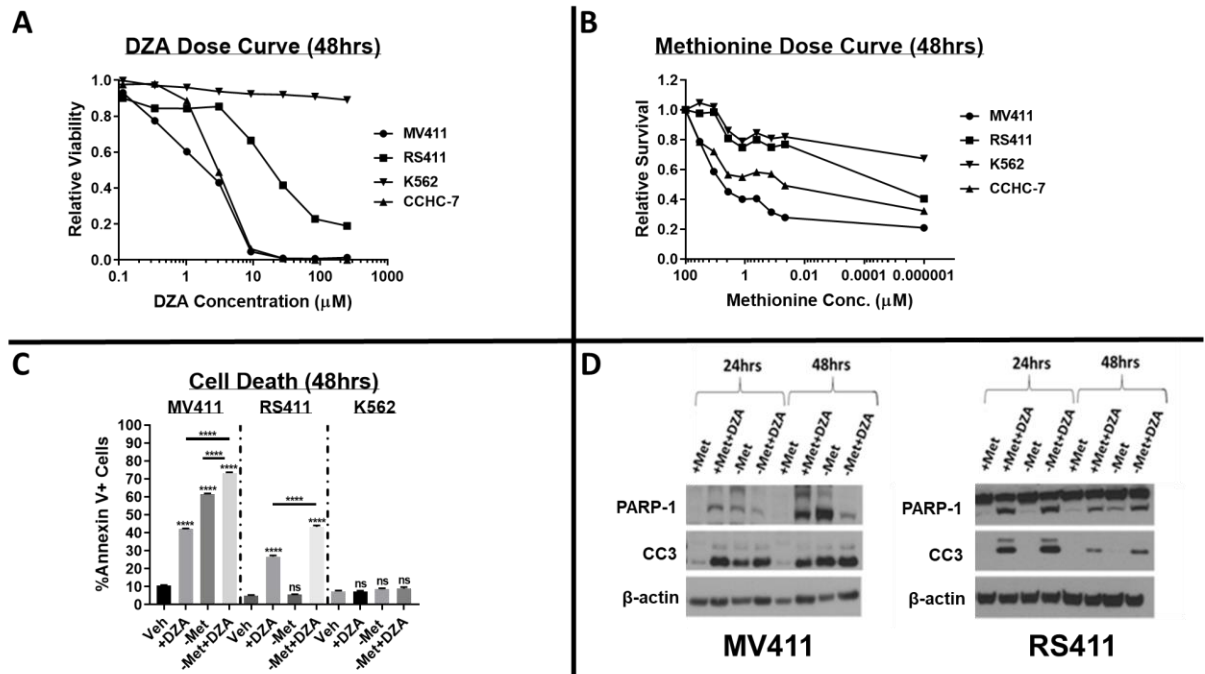 A
DZA Dose Curve (48hrs)
Relative Viability
1.0
0.8
0.6
0.4
0.2
0.0
0.1
1
10
100
1000
DZA Concentration (μM)
MV411
RS411
K562
CCHC-7
B
Methionine Dose Curve (48hrs)
Relative Survival
1.2
1.0
0.8
0.6
0.4
0.2
0.0
100
1
0.01
0.0001
0.000001
Methionine Conc. (μM)
MV411
RS411
K562
CCHC-7
C
Cell Death (48hrs)
MV411 RS411 K562
%Annexin V+ Cells
100
90
80
70
60
50
40
30
20
10
0
****
****
****
****
****
****
****
ns
****
ns
ns
ns
Veh
+DZA
-Met
-Met+DZA
Veh
+DZA
-Met
-Met+DZA
Veh
+DZA
-Met
-Met+DZA
D
24hrs 48hrs
+Met
+Met+DZA
-Met
-Met+DZA
+Met
+Met+DZA
-Met
-Met+DZA
PARP-1
CC3
β-actin
MV411
24hrs 48hrs
+Met
+Met+DZA
-Met
-Met+DZA
+Met
+Met+DZA
-Met
-Met+DZA
PARP-1
CC3
β-actin
RS411